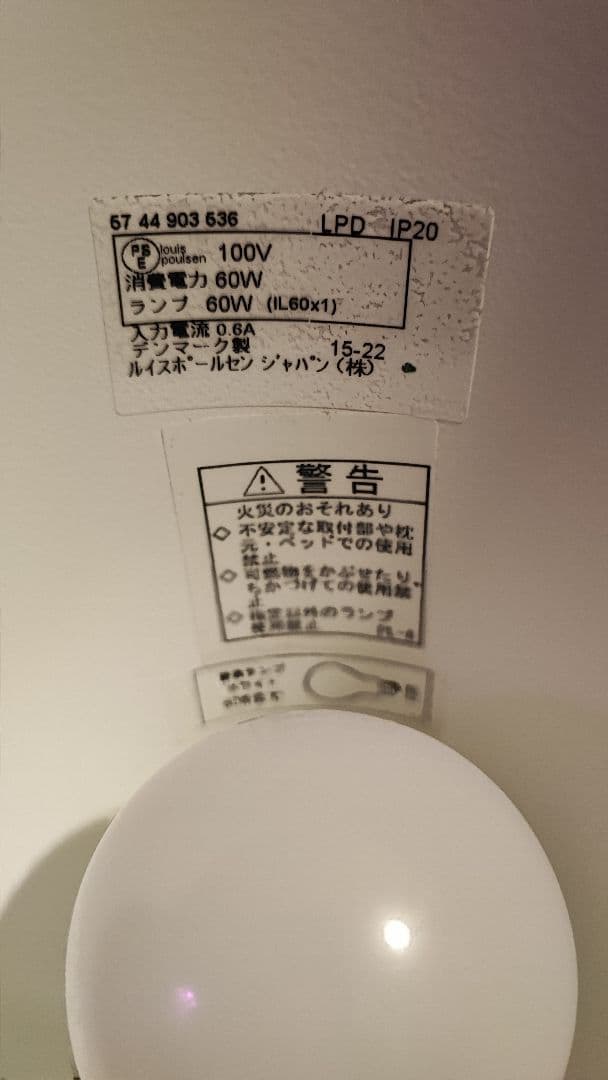 57 44 903 636 LPD IP20
PS E louis poulsen 100V
消費電力 60W
ランプ 60W (IL60x1)
入力電流 0.6A
デンマーク製 15-22
ルイスポールセン ジャパン (株)
警告
火災のおそれあり
◇ 不安定な取付部や枕
元・ベッドでの使用
禁止
◇ 可燃物をかぶせたり、
ちかづけての使用禁
止
◇ 指定以外のランプ
使用禁止